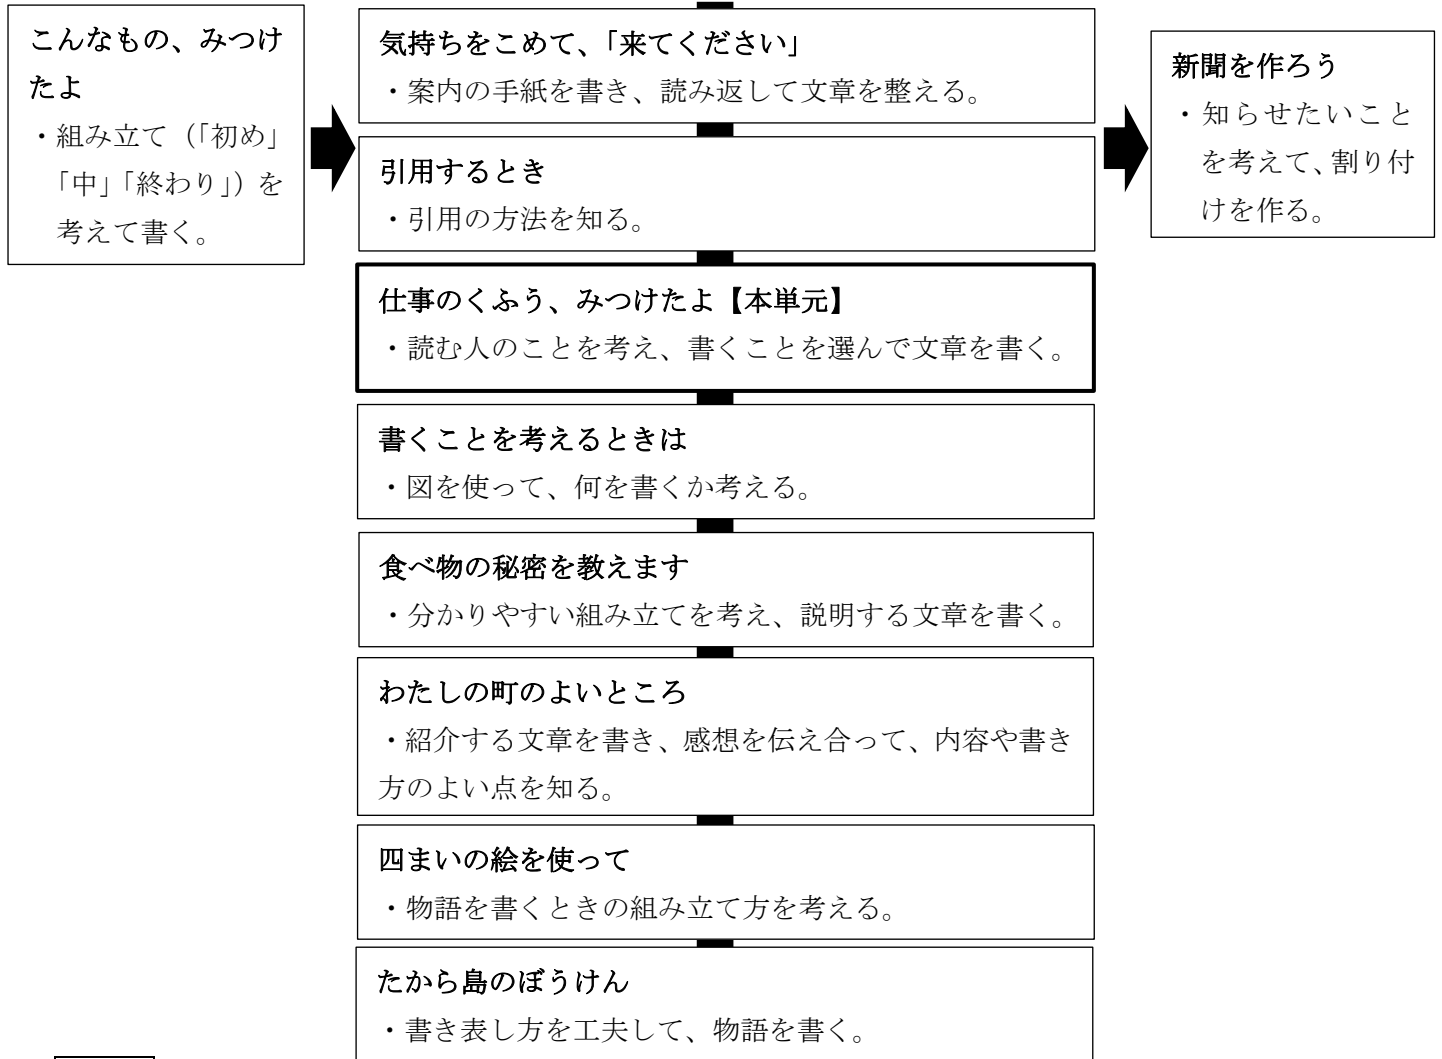 こんなもの、みつけ
たよ
・組み立て（「初め」
「中」「終わり」）を
考えて書く。
気持ちをこめて、「来てください」
・案内の手紙を書き、読み返して文章を整える。
引用するとき
・引用の方法を知る。
仕事のくふう、みつけたよ【本単元】
・読む人のことを考え、書くことを選んで文章を書く。
書くことを考えるときは
・図を使って、何を書くか考える。
食べ物の秘密を教えます
・分かりやすい組み立てを考え、説明する文章を書く。
わたしの町のよいところ
・紹介する文章を書き、感想を伝え合って、内容や書き
方のよい点を知る。
四まいの絵を使って
・物語を書くときの組み立て方を考える。
たから島のぼうけん
・書き表し方を工夫して、物語を書く。
新聞を作ろう
・知らせたいこと
を考えて、割り付
けを作る。